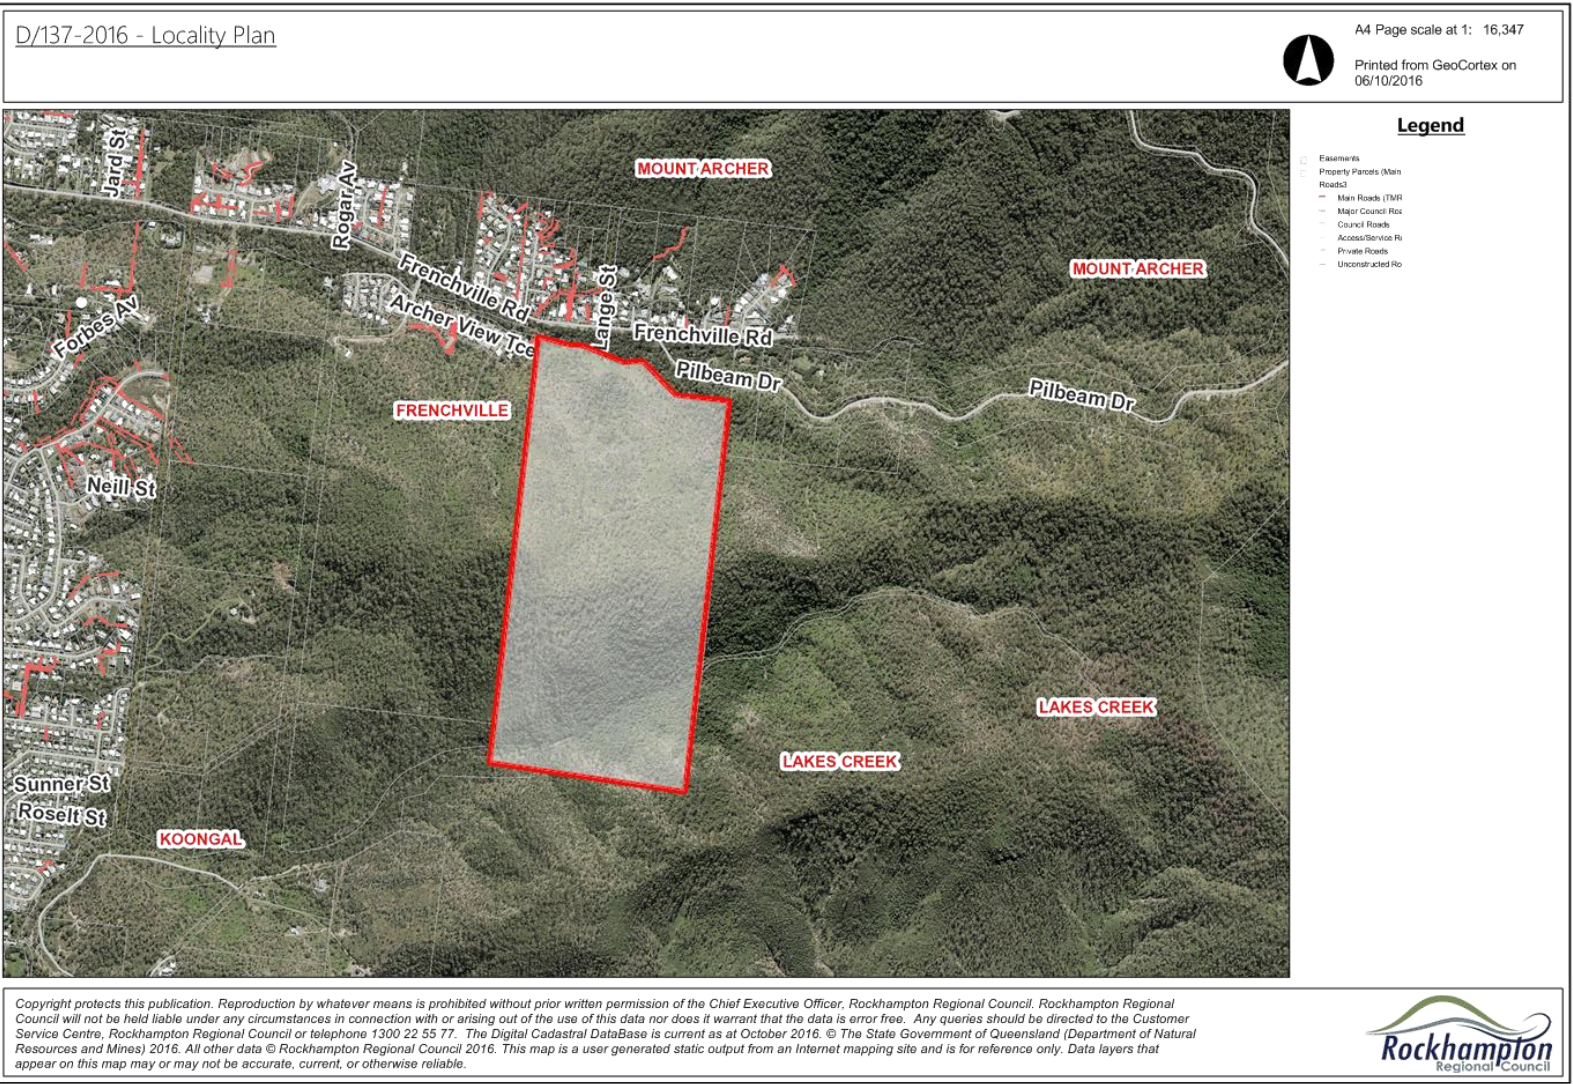 D/137-2016 - Locality Plan
A4 Page scale at 1: 16,347
Printed from GeoCortex on
06/10/2016
Legend
Easements
Property Parcels (Main
Roads3
Main Roads (TMR
Major Council Roa
Council Roads
Access/Service R
Private Roads
Unconstructed Ro
Jard St
Rogar Av
MOUNT ARCHER
MOUNT ARCHER
Frenchville Rd
Archer View Tce
Lange St
Frenchville Rd
Pilbeam Dr
Pilbeam Dr
Forbes Av
FRENCHVILLE
Neill St
LAKES CREEK
LAKES CREEK
Sunner St
Roselt St
KOONGAL
Copyright protects this publication. Reproduction by whatever means is prohibited without prior written permission of the Chief Executive Officer, Rockhampton Regional Council. Rockhampton Regional
Council will not be held liable under any circumstances in connection with or arising out of the use of this data nor does it warrant that the data is error free. Any queries should be directed to the Customer
Service Centre, Rockhampton Regional Council or telephone 1300 22 55 77. The Digital Cadastral DataBase is current as at October 2016. © The State Government of Queensland (Department of Natural
Resources and Mines) 2016. All other data © Rockhampton Regional Council 2016. This map is a user generated static output from an Internet mapping site and is for reference only. Data layers that
appear on this map may or may not be accurate, current, or otherwise reliable.
Rockhampton
Regional Council